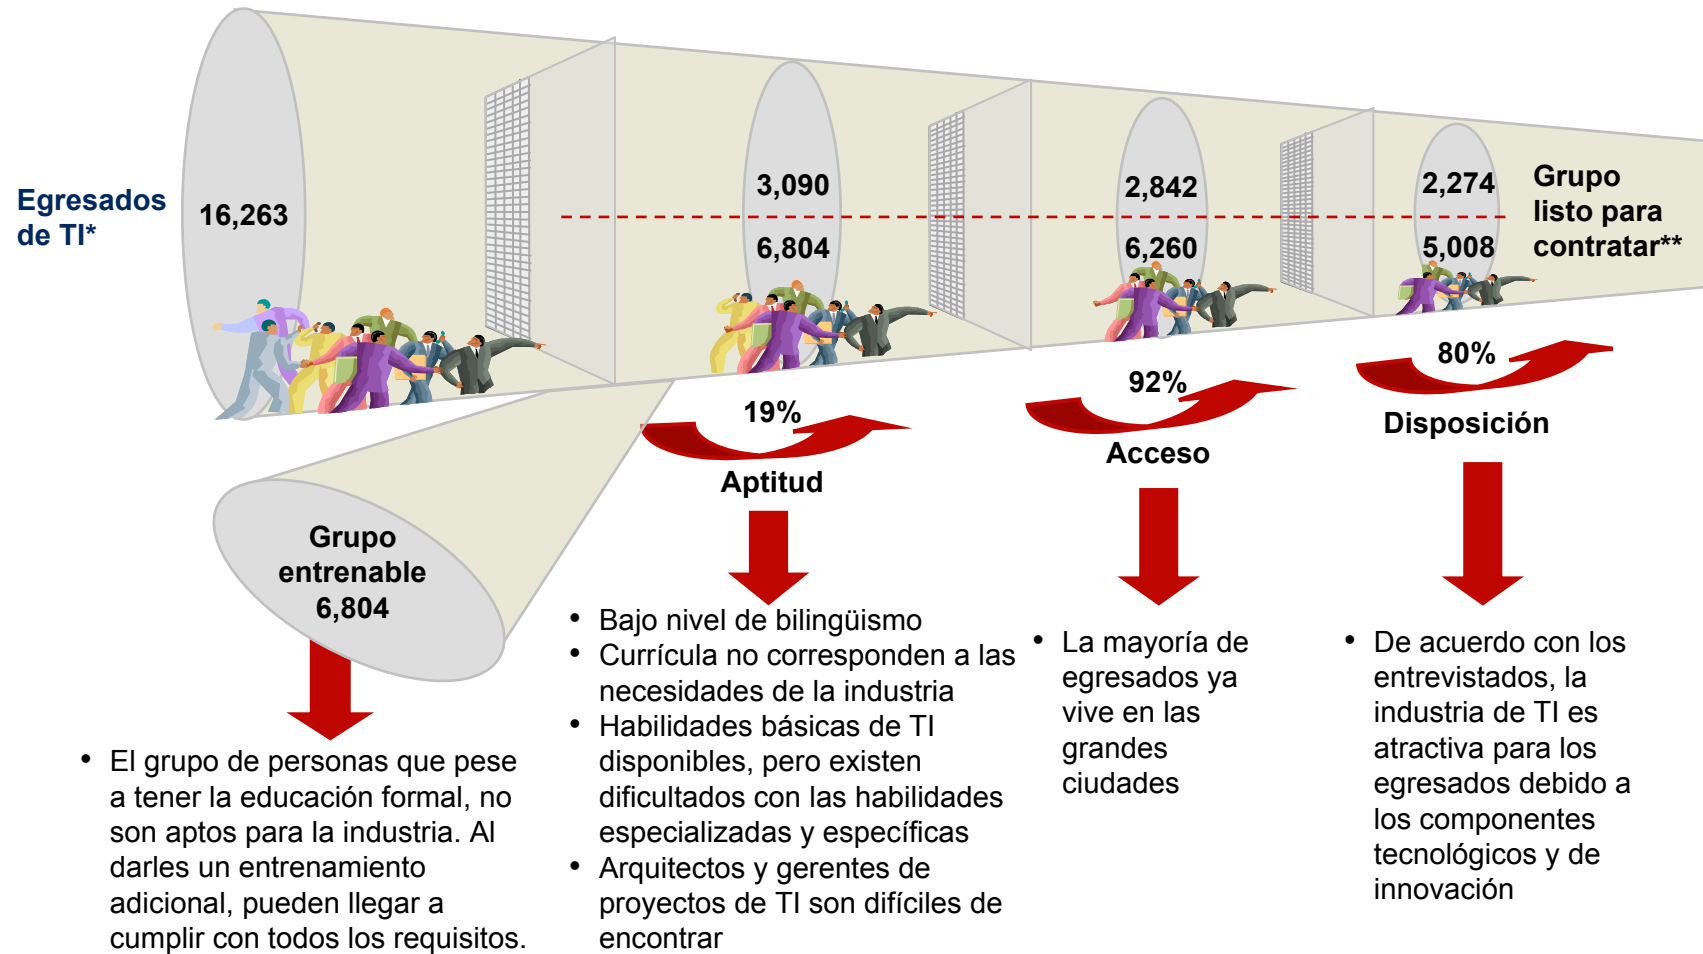 Egresados
de TI*
16,263
3,090
6,804
2,842
6,260
2,274
5,008
Grupo
listo para
contratar**
19%
Aptitud
92%
Acceso
80%
Disposición
Grupo
entrenable
6,804
• El grupo de personas que pese
a tener la educación formal, no
son aptos para la industria. Al
darles un entrenamiento
adicional, pueden llegar a
cumplir con todos los requisitos.
• Bajo nivel de bilingüismo
• Currícula no corresponden a las
necesidades de la industria
• Habilidades básicas de TI
disponibles, pero existen
dificultados con las habilidades
especializadas y específicas
• Arquitectos y gerentes de
proyectos de TI son difíciles de
encontrar
• La mayoría de
egresados ya
vive en las
grandes
ciudades
• De acuerdo con los
entrevistados, la
industria de TI es
atractiva para los
egresados debido a
los componentes
tecnológicos y de
innovación